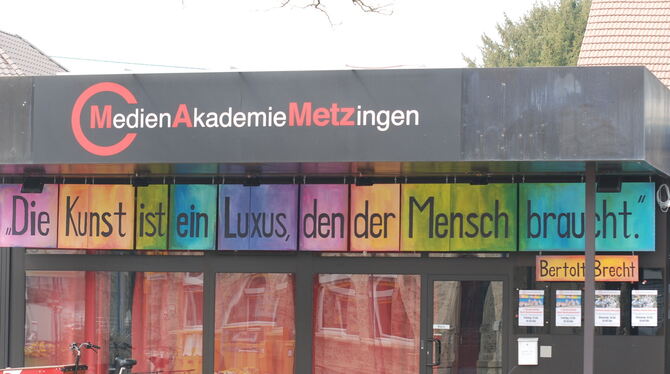 MedienAkademieMetzingen
„Die Kunst ist ein Luxus, den der Mensch braucht.“
Bertolt Brecht